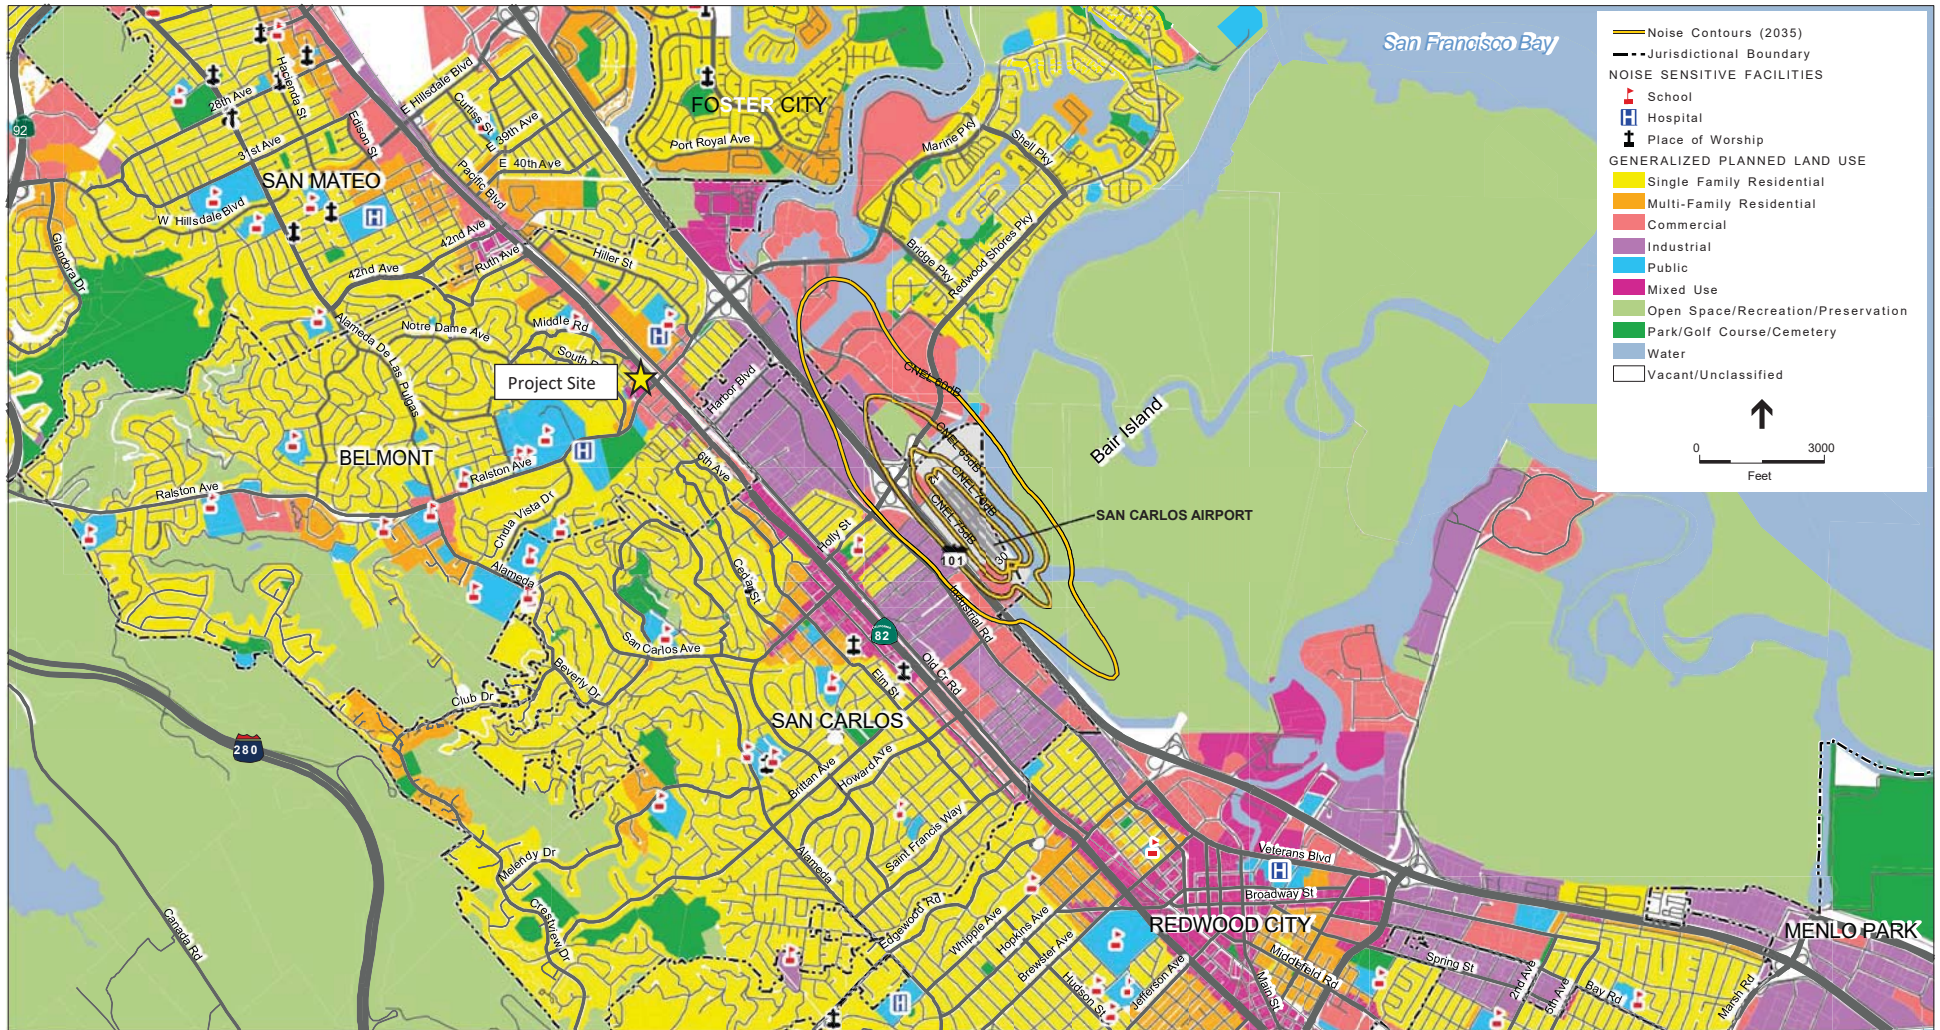 San Francisco Bay
Noise Contours (2035)
Jurisdictional Boundary
NOISE SENSITIVE FACILITIES
School
H Hospital
Place of Worship
GENERALIZED PLANNED LAND USE
Single Family Residential
Multi-Family Residential
Commercial
Industrial
Public
Mixed Use
Open Space/Recreation/Preservation
Park/Golf Course/Cemetery
Water
Vacant/Unclassified
0 3000
Feet
92
28th Ave
Hacienda St
31st Ave
Edison St
E Hillsdale Blvd
Curtiss St
E 39th Ave
E 40th Ave
Pacific Blvd
SAN MATEO
W Hillsdale Blvd
H
Glendora Dr
42nd Ave
42nd Ave
Ruth Ave
Hiller St
FOSTER CITY
Port Royal Ave
Marine Pky
Shell Pky
Bridge Pky
Redwood Shores Pky
Alameda De Las Pulgas
Notre Dame Ave
Middle Rd
H
Project Site
Harbor Blvd
CNEL 60dB
CNEL 65dB
CNEL 70dB
CNEL 75dB
Bair Island
SAN CARLOS AIRPORT
101
30
BELMONT
H
Ralston Ave
Ralston Ave
Chula Vista Dr
6th Ave
Alameda
Holly St
Cedar St
Industrial Rd
82
San Carlos Ave
Beverly Dr
Club Dr
Elm St
Old Cr Rd
280
SAN CARLOS
Brittan Ave
Howard Ave
Saint Francis Way
Alameda
Melendy Dr
Crestview Dr
Canada Rd
Edgewood Rd
Whipple Ave
Hopkins Ave
Brewster Ave
Hudson St
Jefferson Ave
H
Veterans Blvd
H
Broadway St
REDWOOD CITY
Middlefield Rd
Main St
Spring St
2nd Ave
5th Ave
Bay Rd
Marsh Rd
MENLO PARK